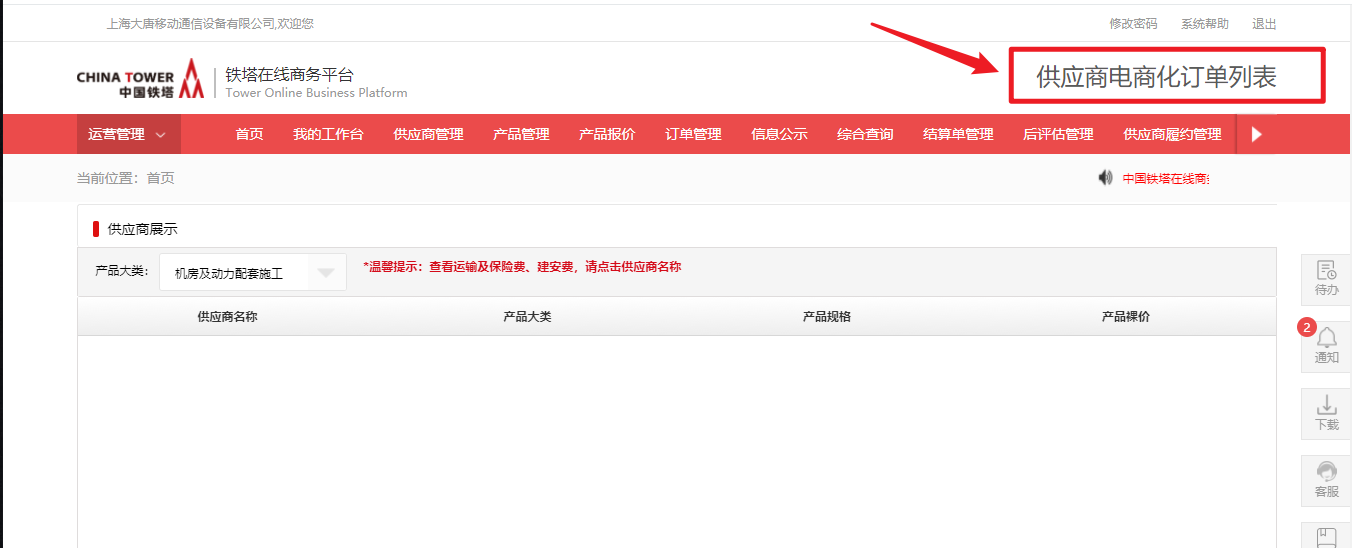 上海大唐移动通信设备有限公司,欢迎您
修改密码 系统帮助 退出
CHINA TOWER
中国铁塔
铁塔在线商务平台
Tower Online Business Platform
供应商电商化订单列表
运营管理 首页 我的工作台 供应商管理 产品管理 产品报价 订单管理 信息公示 综合查询 结算单管理 后评估管理 供应商履约管理
当前位置：首页
中国铁塔在线商
供应商展示
产品大类： 机房及动力配套施工 *温馨提示：查看运输及保险费、建安费，请点击供应商名称
供应商名称 产品大类 产品规格 产品裸价
待办
2
通知
下载
客服